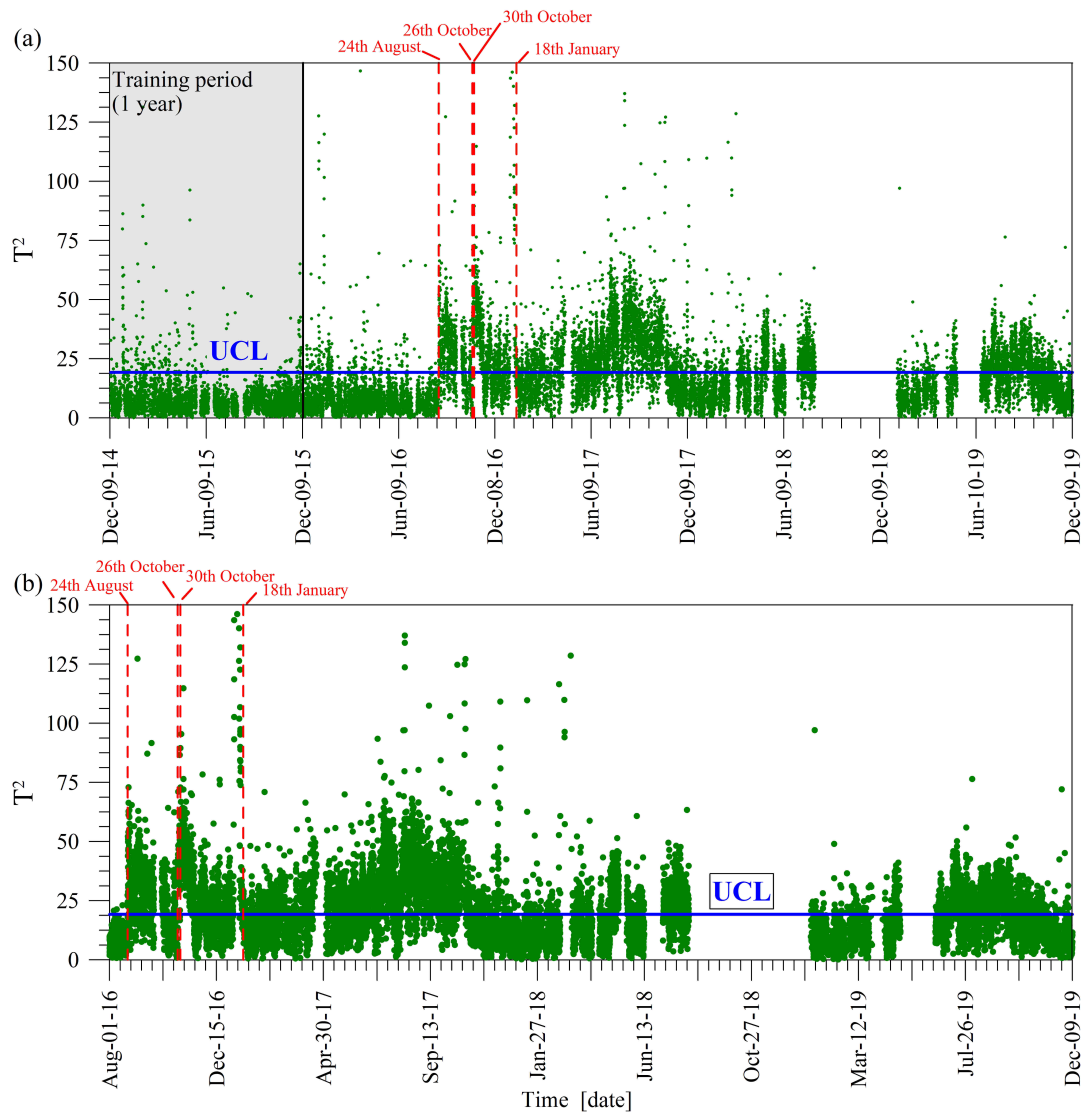 (a)
26th October
30th October
24th August
18th January
Training period
(1 year)
UCL
T²
150
125
100
75
50
25
0
Dec-09-14
Jun-09-15
Dec-09-15
Jun-09-16
Dec-08-16
Jun-09-17
Dec-09-17
Jun-09-18
Dec-09-18
Jun-10-19
Dec-09-19
(b)
26th October
24th August
30th October
18th January
UCL
T²
150
125
100
75
50
25
0
Aug-01-16
Dec-15-16
Apr-30-17
Sep-13-17
Jan-27-18
Jun-13-18
Oct-27-18
Mar-12-19
Jul-26-19
Dec-09-19
Time [date]